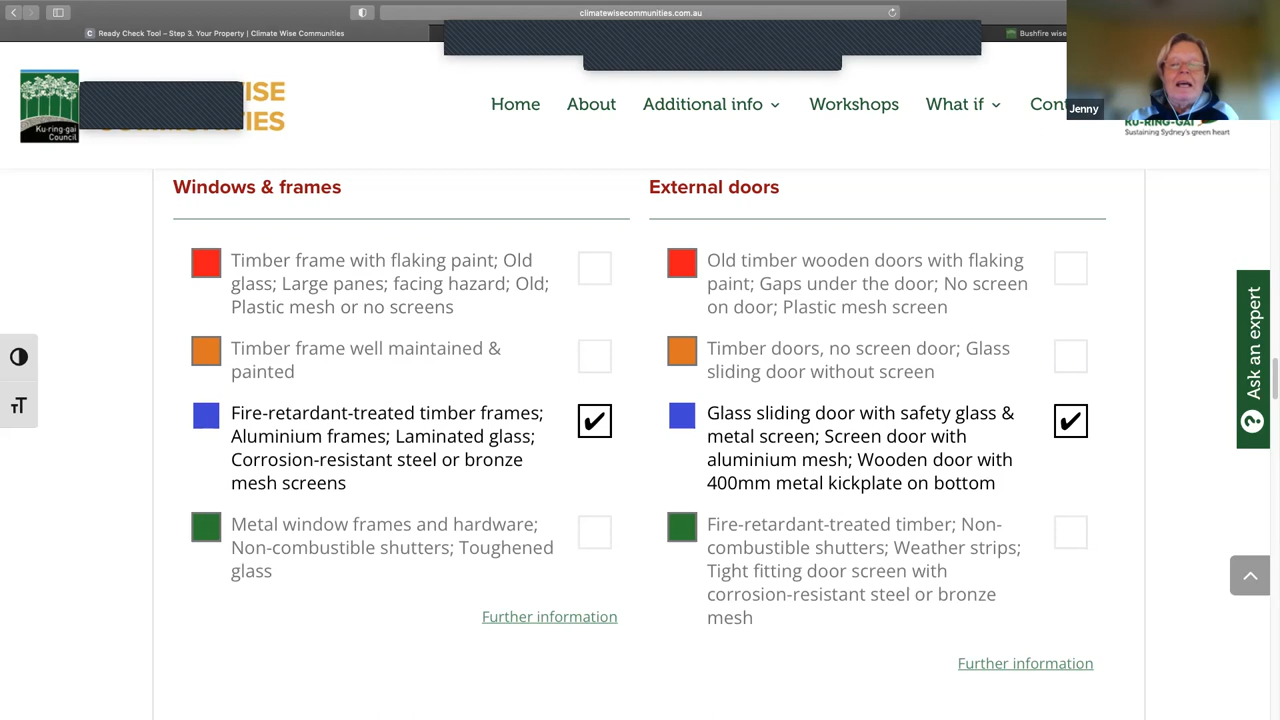 climatewisecommunities.com.au
Ready Check Tool – Step 3. Your Property | Climate Wise Communities
Bushfire wise
Ku-ring-gai
Council
ISE
COMMUNITIES
Home
About
Additional info
Workshops
What if
Cont
Jenny
KU-RING-GAI
Sustaining Sydney's green heart
Windows & frames
Timber frame with flaking paint; Old
glass; Large panes; facing hazard; Old;
Plastic mesh or no screens
Timber frame well maintained &
painted
Fire-retardant-treated timber frames;
Aluminium frames; Laminated glass;
Corrosion-resistant steel or bronze
mesh screens
Metal window frames and hardware;
Non-combustible shutters; Toughened
glass
Further information
External doors
Old timber wooden doors with flaking
paint; Gaps under the door; No screen
on door; Plastic mesh screen
Timber doors, no screen door; Glass
sliding door without screen
Glass sliding door with safety glass &
metal screen; Screen door with
aluminium mesh; Wooden door with
400mm metal kickplate on bottom
Fire-retardant-treated timber; Non-
combustible shutters; Weather strips;
Tight fitting door screen with
corrosion-resistant steel or bronze
mesh
Further information
Ask an expert